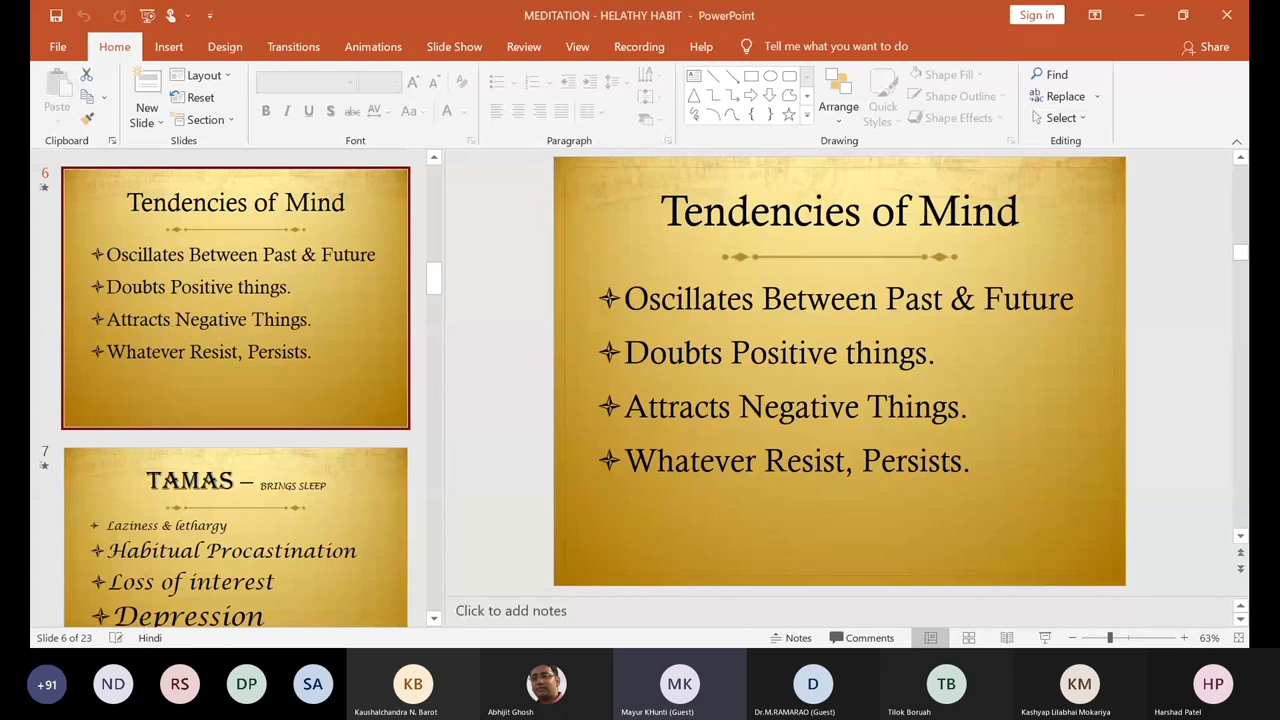 MEDITATION - HELATHY HABIT - PowerPoint
Sign in
File Home Insert Design Transitions Animations Slide Show Review View Recording Help Tell me what you want to do Share
Paste
New Slide
Layout
Reset
Section
B I U S abc AV Aa A
Arrange
Quick Styles
Shape Fill
Shape Outline
Shape Effects
Find
Replace
Select
Clipboard Slides Font Paragraph Drawing Editing
6
Tendencies of Mind
Oscillates Between Past & Future
Doubts Positive things.
Attracts Negative Things.
Whatever Resist, Persists.
7
TAMAS – BRINGS SLEEP
Laziness & lethargy
Habitual Procastination
Loss of interest
Depression
Tendencies of Mind
Oscillates Between Past & Future
Doubts Positive things.
Attracts Negative Things.
Whatever Resist, Persists.
Click to add notes
Slide 6 of 23 Hindi Notes Comments 63%
+91 ND RS DP SA KB MK D TB KM HP
Kaushalchandra N. Barot Abhijit Ghosh Mayur KHunti (Guest) Dr.M.RAMARAO (Guest) Tilok Boruah Kashyap Lilabhai Mokariya Harshad Patel